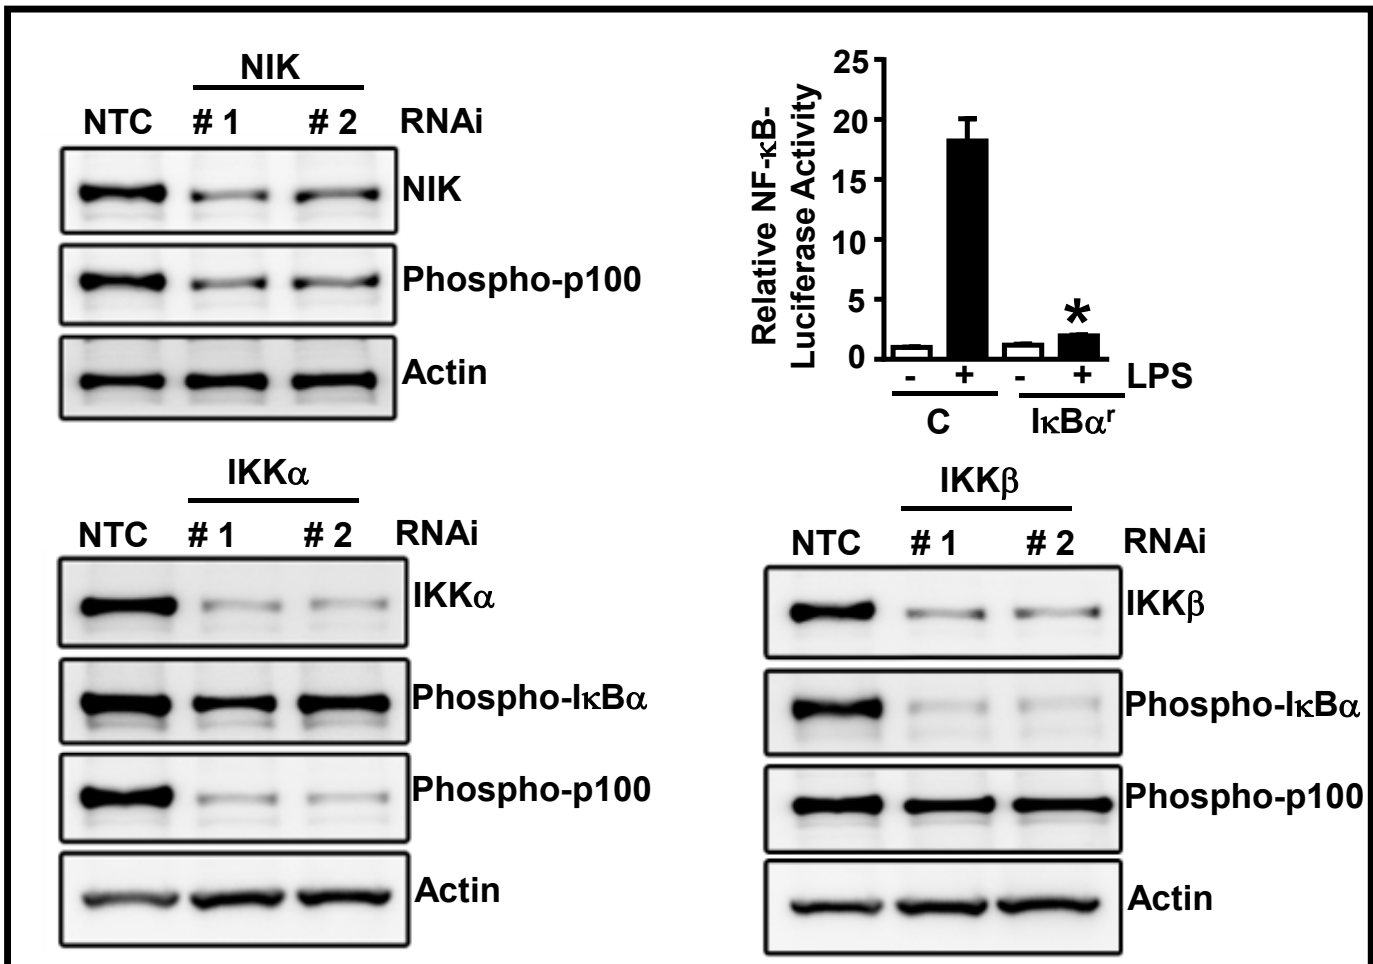 NIK
NTC # 1 # 2 RNAi
NIK
Phospho-p100
Actin
Relative NF-κB-
Luciferase Activity
25
20
15
10
5
0
*
- + - + LPS
C IκBαʳ
IKKα
NTC # 1 # 2 RNAi
IKKα
Phospho-IκBα
Phospho-p100
Actin
IKKβ
NTC # 1 # 2 RNAi
IKKβ
Phospho-IκBα
Phospho-p100
Actin